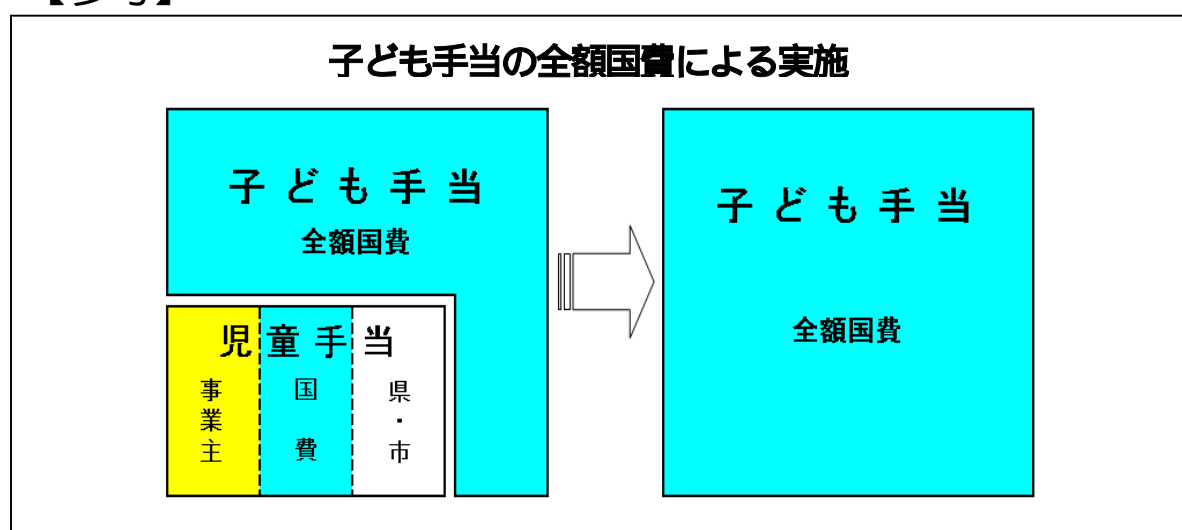 【参考】
子ども手当の全額国費による実施
子ども手当
全額国費
児童手当
事業主
国費
県・市
子ども手当
全額国費